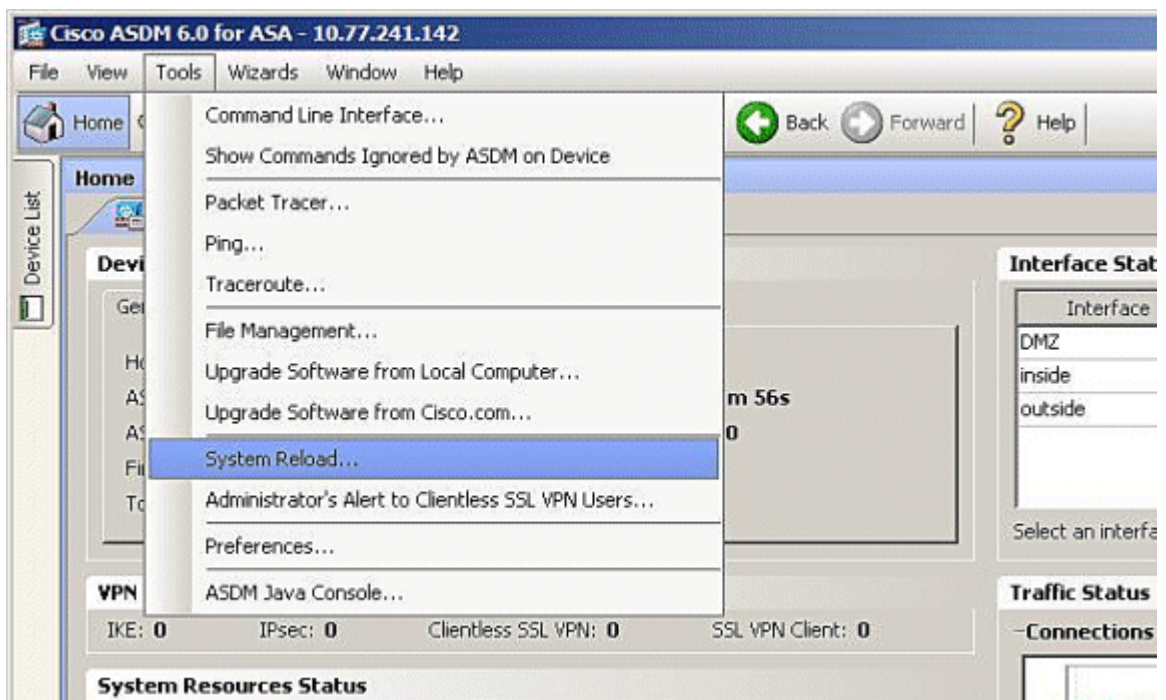 Cisco ASDM 6.0 for ASA - 10.77.241.142
File View Tools Wizards Window Help
Home Back Forward Help
Command Line Interface...
Show Commands Ignored by ASDM on Device
Packet Tracer...
Ping...
Traceroute...
File Management...
Upgrade Software from Local Computer...
Upgrade Software from Cisco.com...
System Reload...
Administrator's Alert to Clientless SSL VPN Users...
Preferences...
ASDM Java Console...
Device List
Home
Devi
Ge
m 56s
0
VPN
IKE: 0 IPsec: 0 Clientless SSL VPN: 0 SSL VPN Client: 0
System Resources Status
Interface Stat
Interface
DMZ
inside
outside
Select an interfa
Traffic Status
Connections